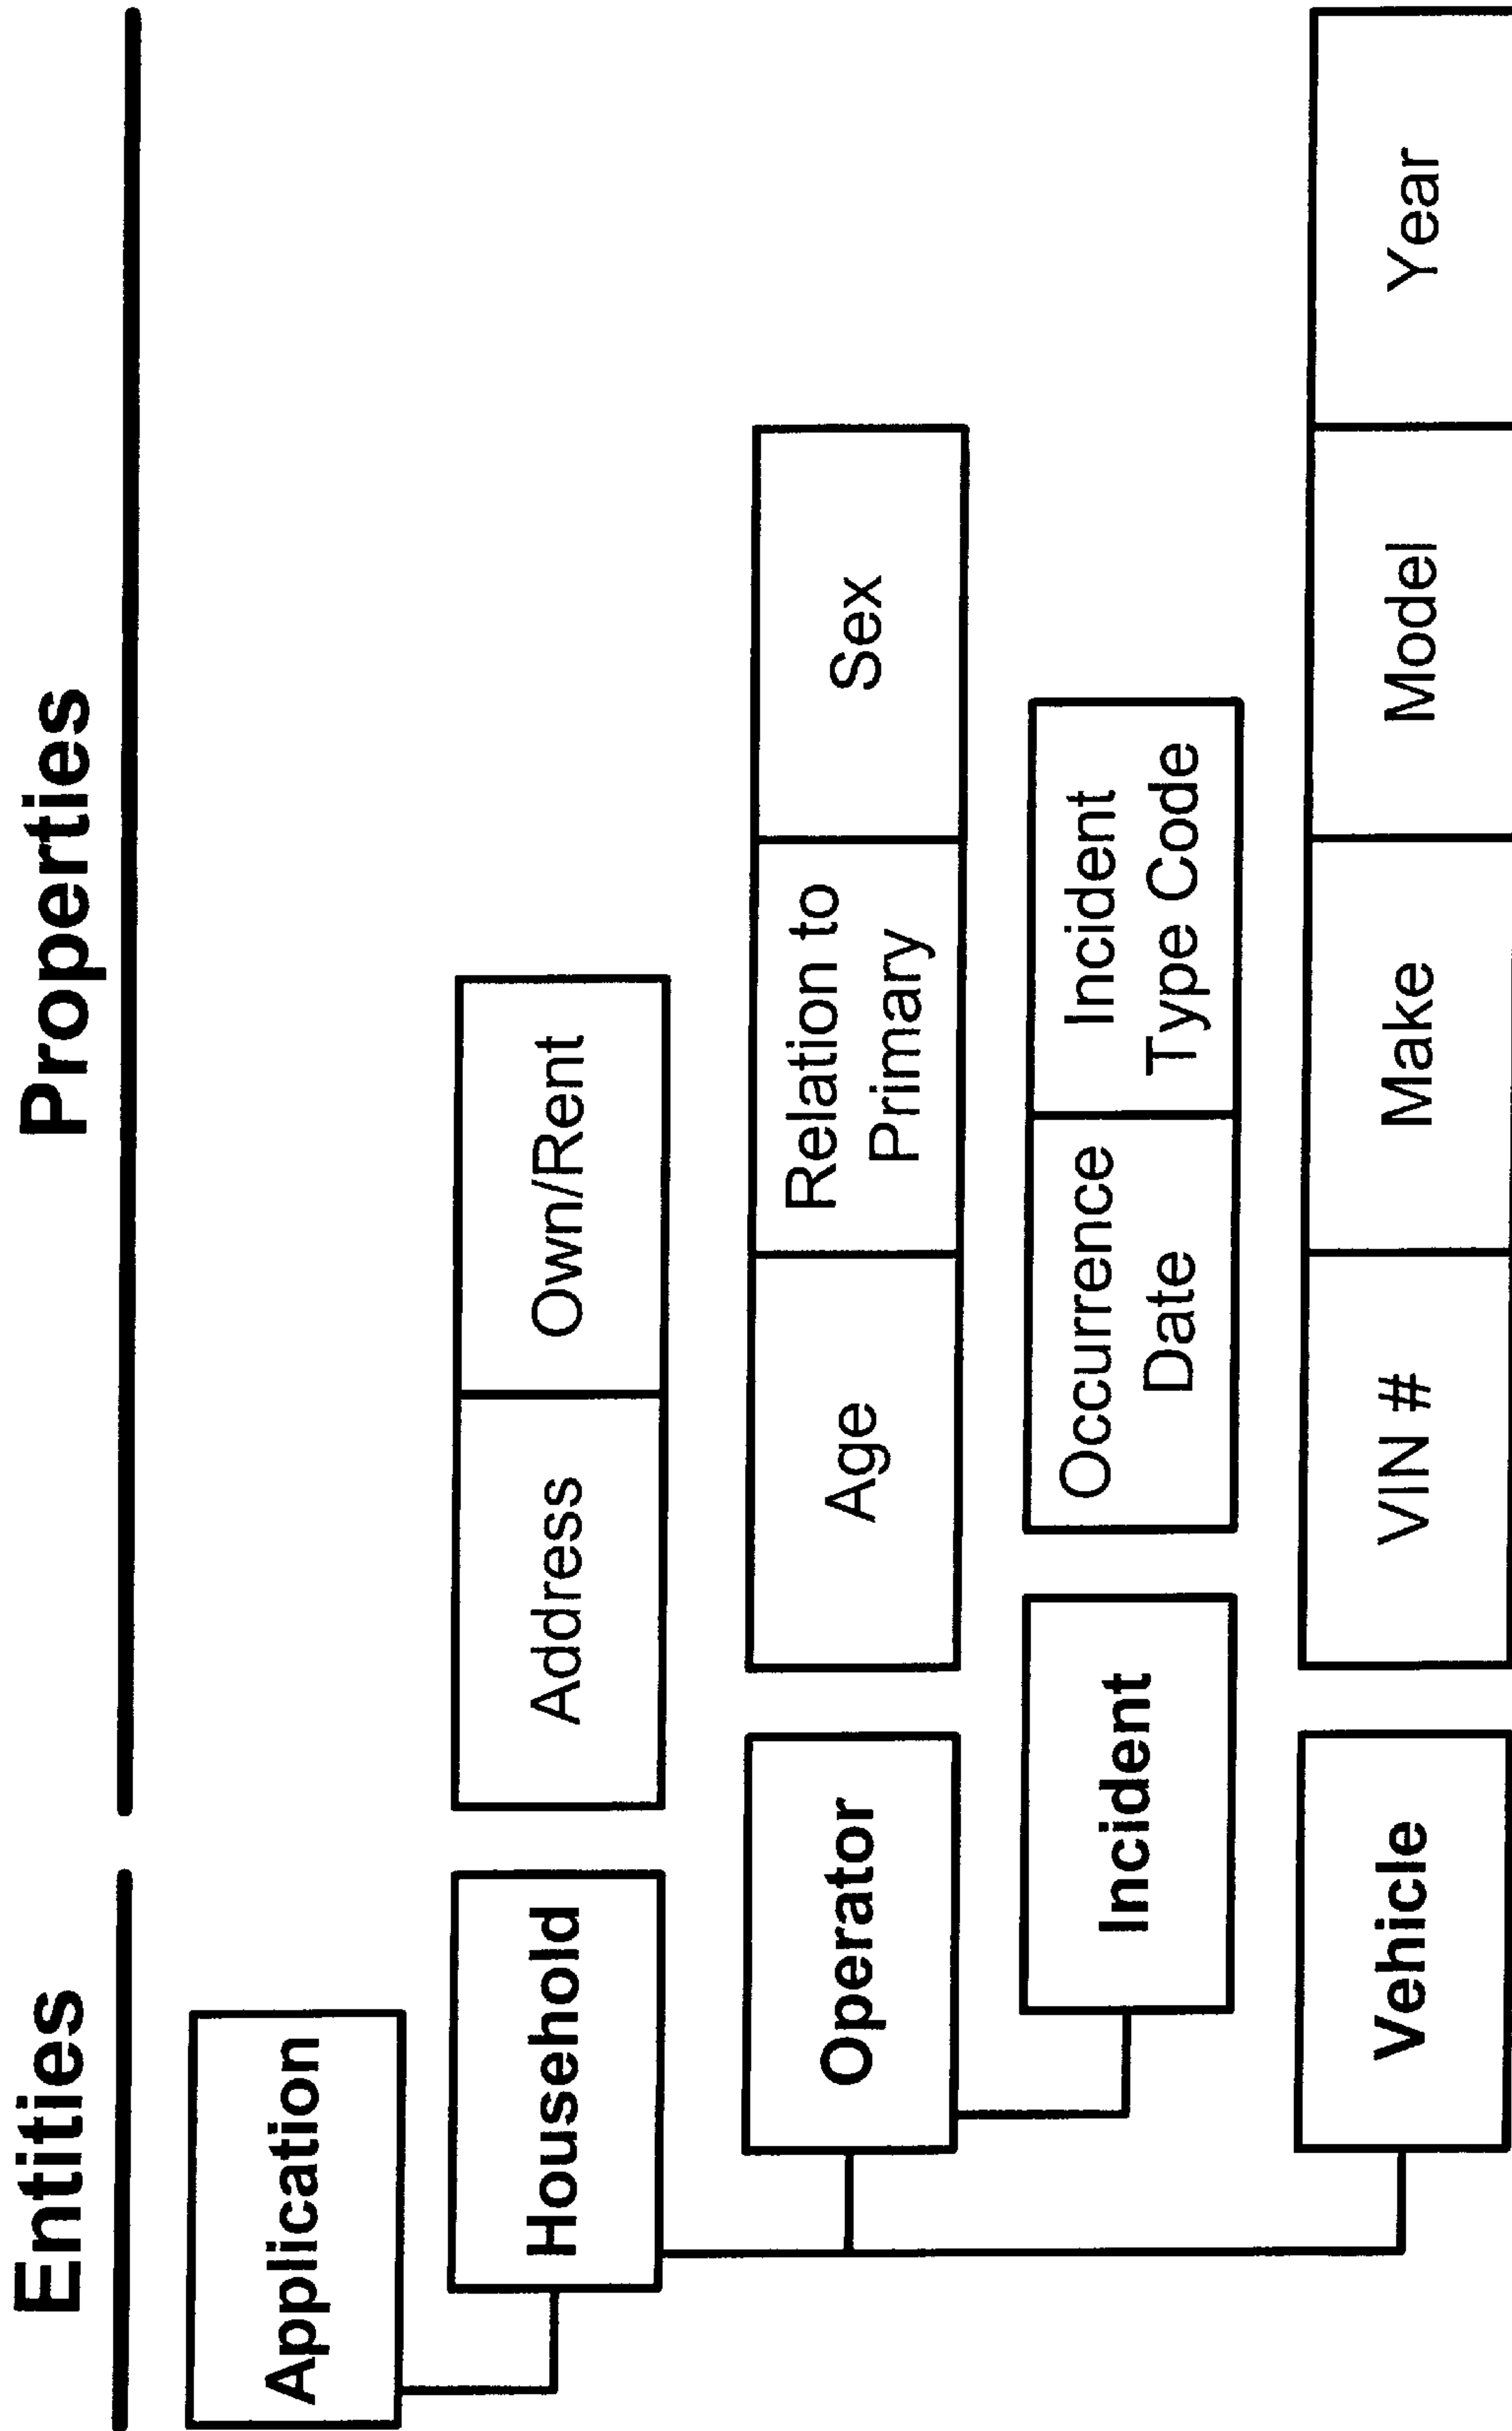 Entities
Properties
Application
Household
Address
Own/Rent
Operator
Age
Relation to
Primary
Sex
Incident
Occurrence
Date
Incident
Type Code
Vehicle
VIN #
Make
Model
Year